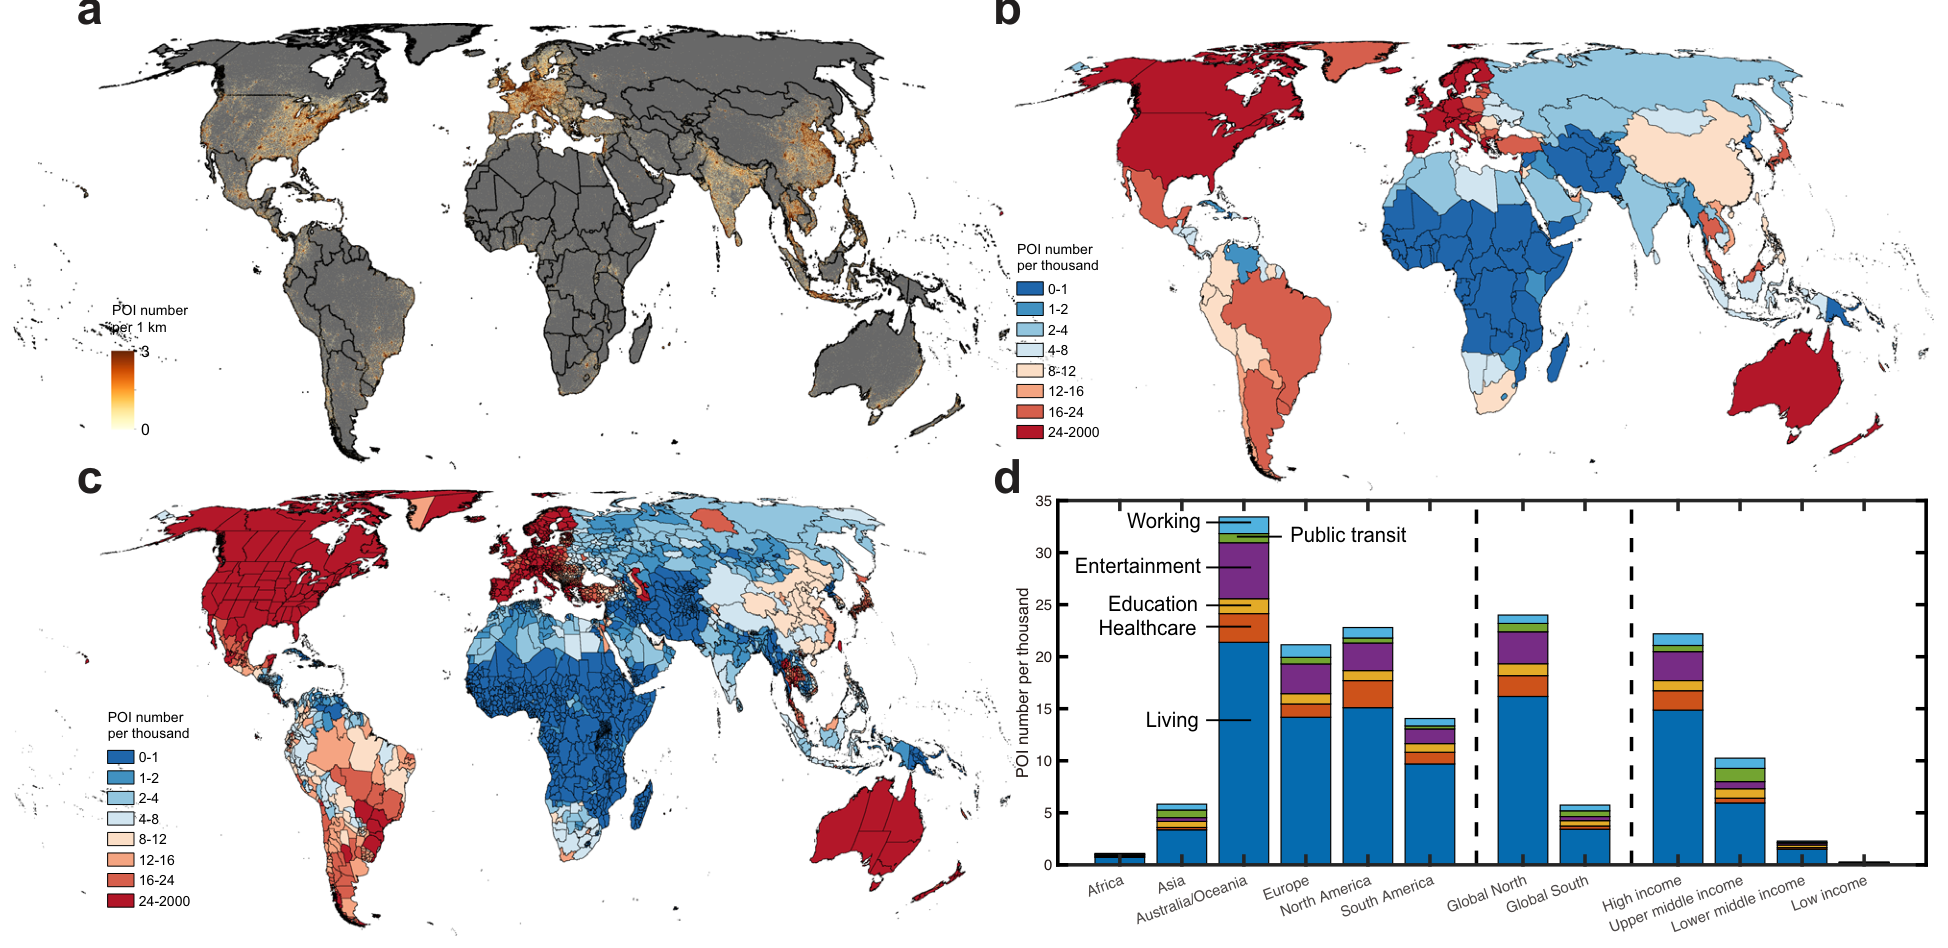 a
POI number
per 1 km
3
0
b
POI number
per thousand
0-1
1-2
2-4
4-8
8-12
12-16
16-24
24-2000
c
POI number
per thousand
0-1
1-2
2-4
4-8
8-12
12-16
16-24
24-2000
d
POI number per thousand
35
30
25
20
15
10
5
0
Working
Public transit
Entertainment
Education
Healthcare
Living
Africa
Asia
Australia/Oceania
Europe
North America
South America
Global North
Global South
High income
Upper middle income
Lower middle income
Low income